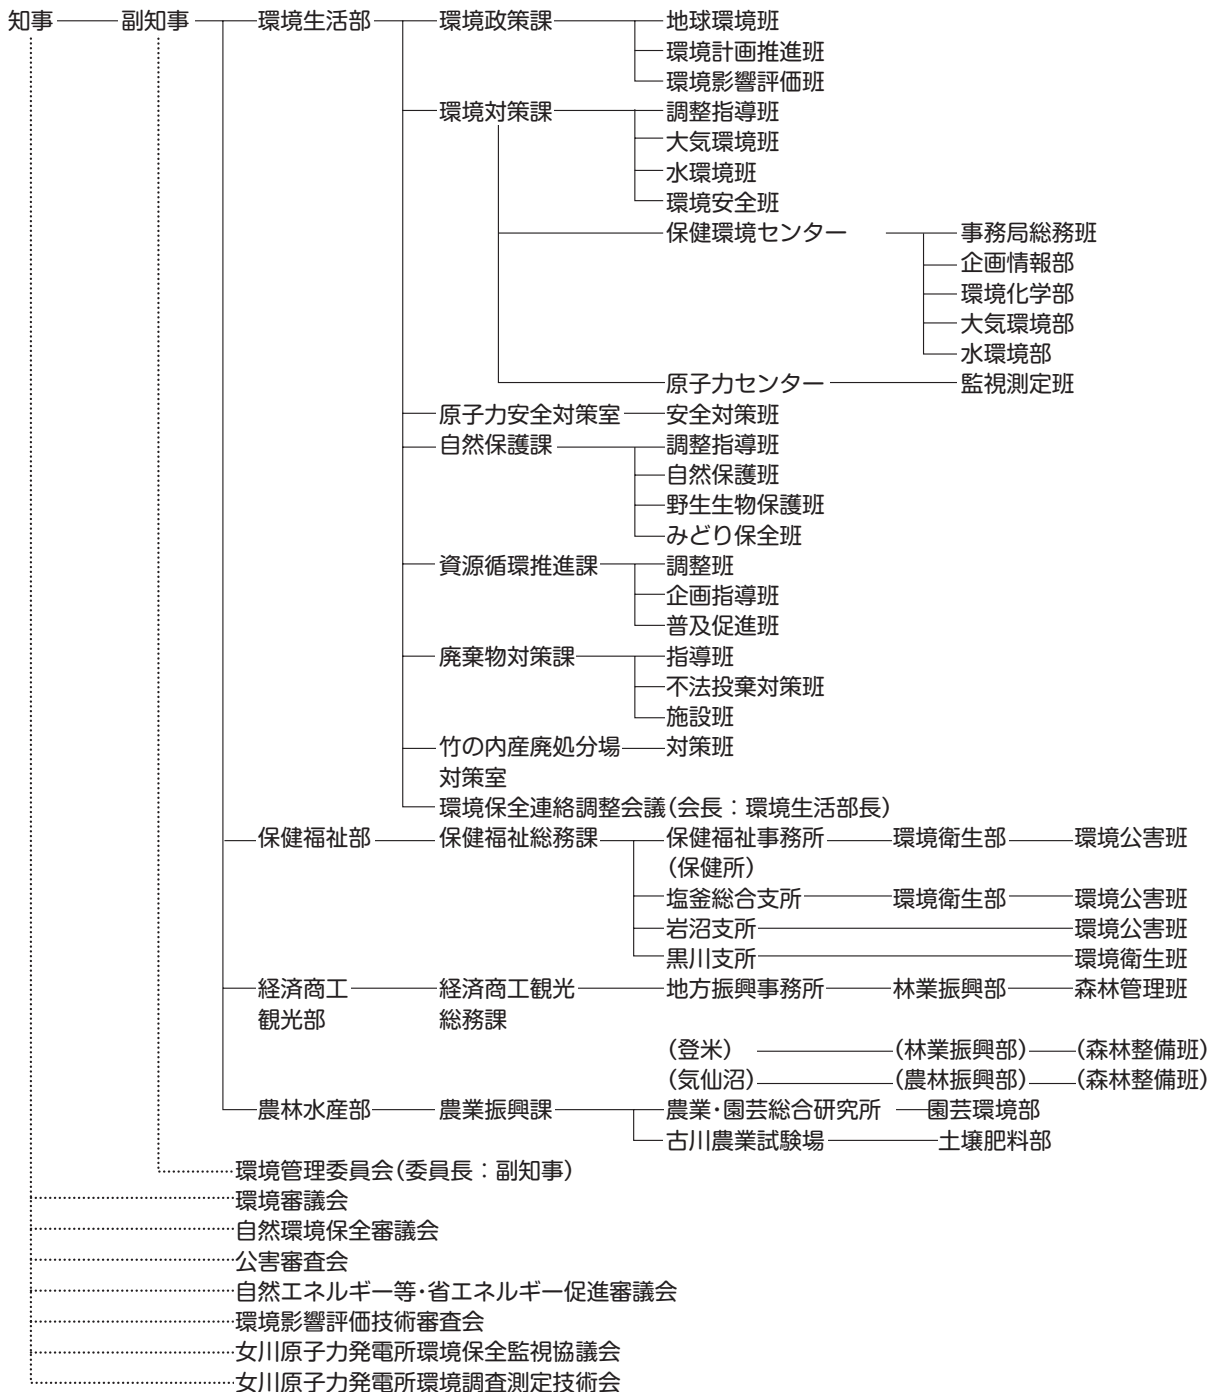 知事 副知事 環境生活部 環境政策課 地球環境班
環境計画推進班
環境影響評価班
環境対策課 調整指導班
大気環境班
水環境班
環境安全班
保健環境センター 事務局総務班
企画情報部
環境化学部
大気環境部
水環境部
原子力センター 監視測定班
原子力安全対策室 安全対策班
自然保護課 調整指導班
自然保護班
野生生物保護班
みどり保全班
資源循環推進課 調整班
企画指導班
普及促進班
廃棄物対策課 指導班
不法投棄対策班
施設班
竹の内産廃処分場 対策班
対策室
環境保全連絡調整会議(会長：環境生活部長)
保健福祉部 保健福祉総務課 保健福祉事務所 環境衛生部 環境公害班
(保健所)
塩釜総合支所 環境衛生部 環境公害班
岩沼支所 環境公害班
黒川支所 環境衛生班
経済商工 経済商工観光 地方振興事務所 林業振興部 森林管理班
観光部 総務課
(登米) (林業振興部) (森林整備班)
(気仙沼) (農林振興部) (森林整備班)
農林水産部 農業振興課 農業・園芸総合研究所 園芸環境部
古川農業試験場 土壌肥料部
環境管理委員会(委員長：副知事)
環境審議会
自然環境保全審議会
公害審査会
自然エネルギー等・省エネルギー促進審議会
環境影響評価技術審査会
女川原子力発電所環境保全監視協議会
女川原子力発電所環境調査測定技術会